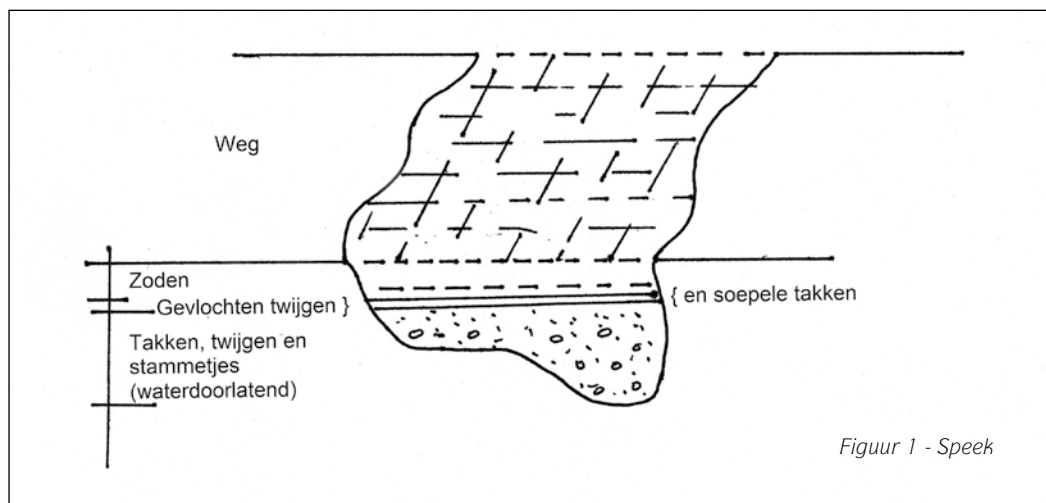 Weg
Zoden
Gevlochten twijgen }
{ en soepele takken
Takken, twijgen en
stammetjes
(waterdoorlatend)
Figuur 1 - Speek